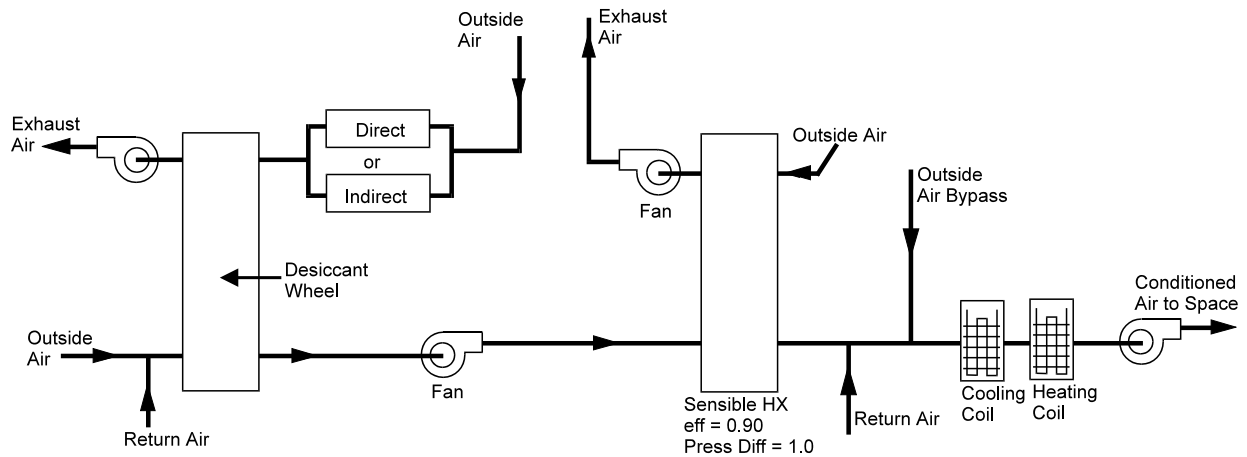 Outside
Air
Exhaust
Air
Exhaust
Air
Direct
or
Indirect
Outside Air
Fan
Outside
Air Bypass
Desiccant
Wheel
Conditioned
Air to Space
Outside
Air
Fan
Return Air
Sensible HX
eff = 0.90
Press Diff = 1.0
Return Air
Cooling
Coil
Heating
Coil